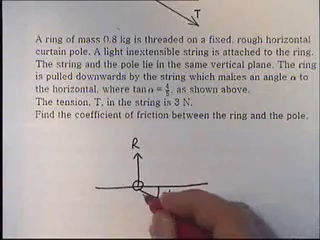 T
A ring of mass 0.8 kg is threaded on a fixed, rough horizontal
curtain pole. A light inextensible string is attached to the ring.
The string and the pole lie in the same vertical plane. The ring
is pulled downwards by the string which makes an angle α to
the horizontal, where tan α = 4/3, as shown above.
The tension, T, in the string is 3 N.
Find the coefficient of friction between the ring and the pole.
R